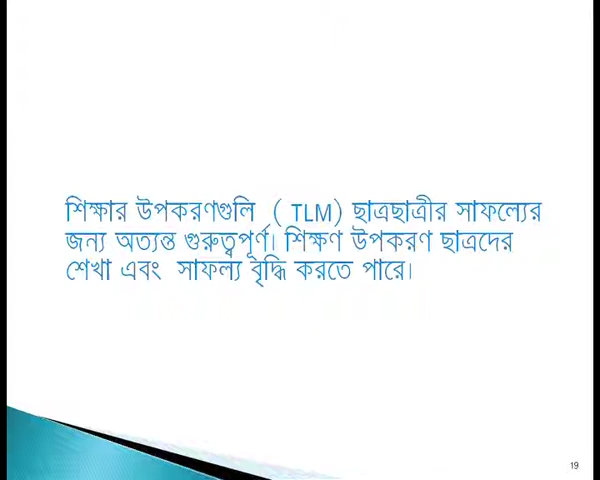 শিক্ষার উপকরণগুলি ( TLM) ছাত্রছাত্রীর সাফল্যের
জন্য অত্যন্ত গুরুত্বপূর্ণ। শিক্ষণ উপকরণ ছাত্রদের
শেখা এবং সাফল্য বৃদ্ধি করতে পারে।
19